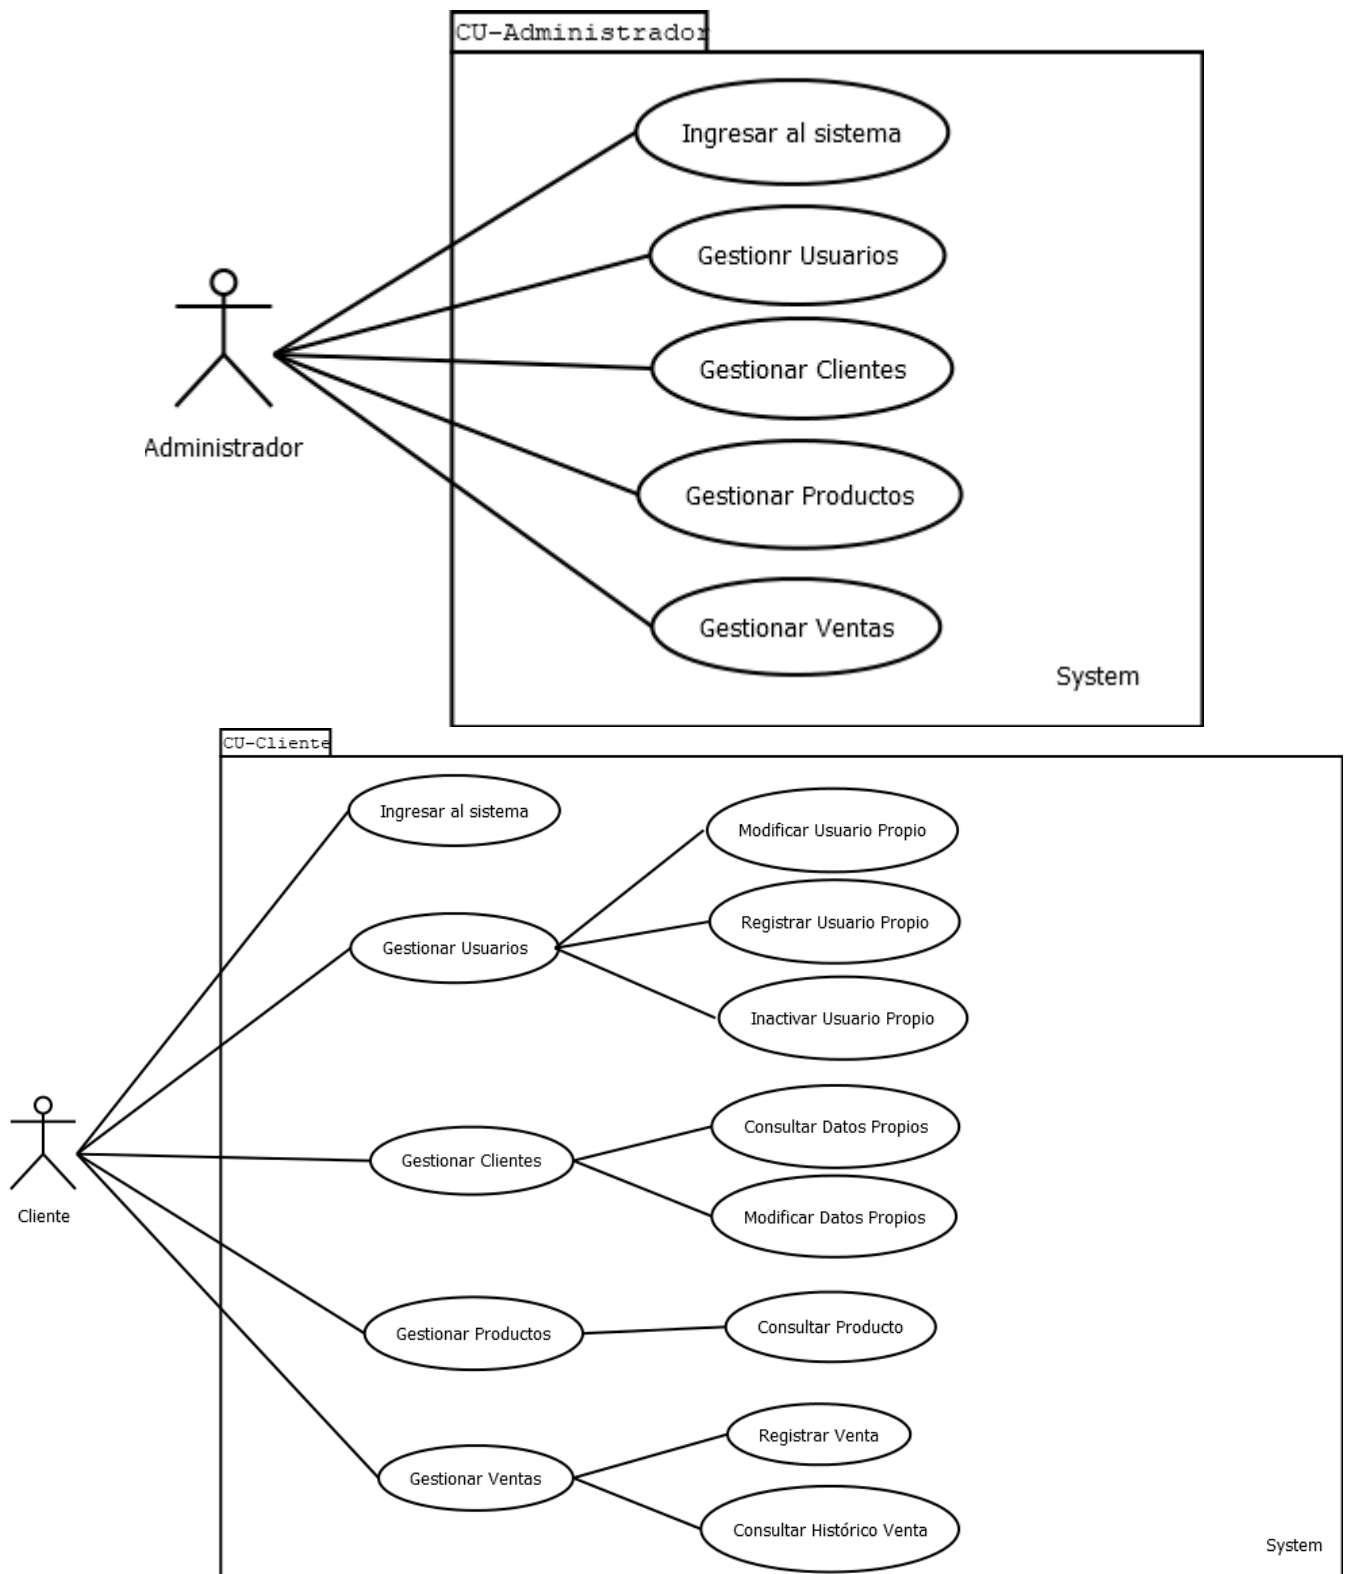 CU-Administrador
Ingresar al sistema
Gestionr Usuarios
Gestionar Clientes
Administrador
Gestionar Productos
Gestionar Ventas
System
CU-Cliente
Ingresar al sistema
Modificar Usuario Propio
Registrar Usuario Propio
Gestionar Usuarios
Inactivar Usuario Propio
Consultar Datos Propios
Gestionar Clientes
Modificar Datos Propios
Cliente
Consultar Producto
Gestionar Productos
Registrar Venta
Gestionar Ventas
Consultar Histórico Venta
System